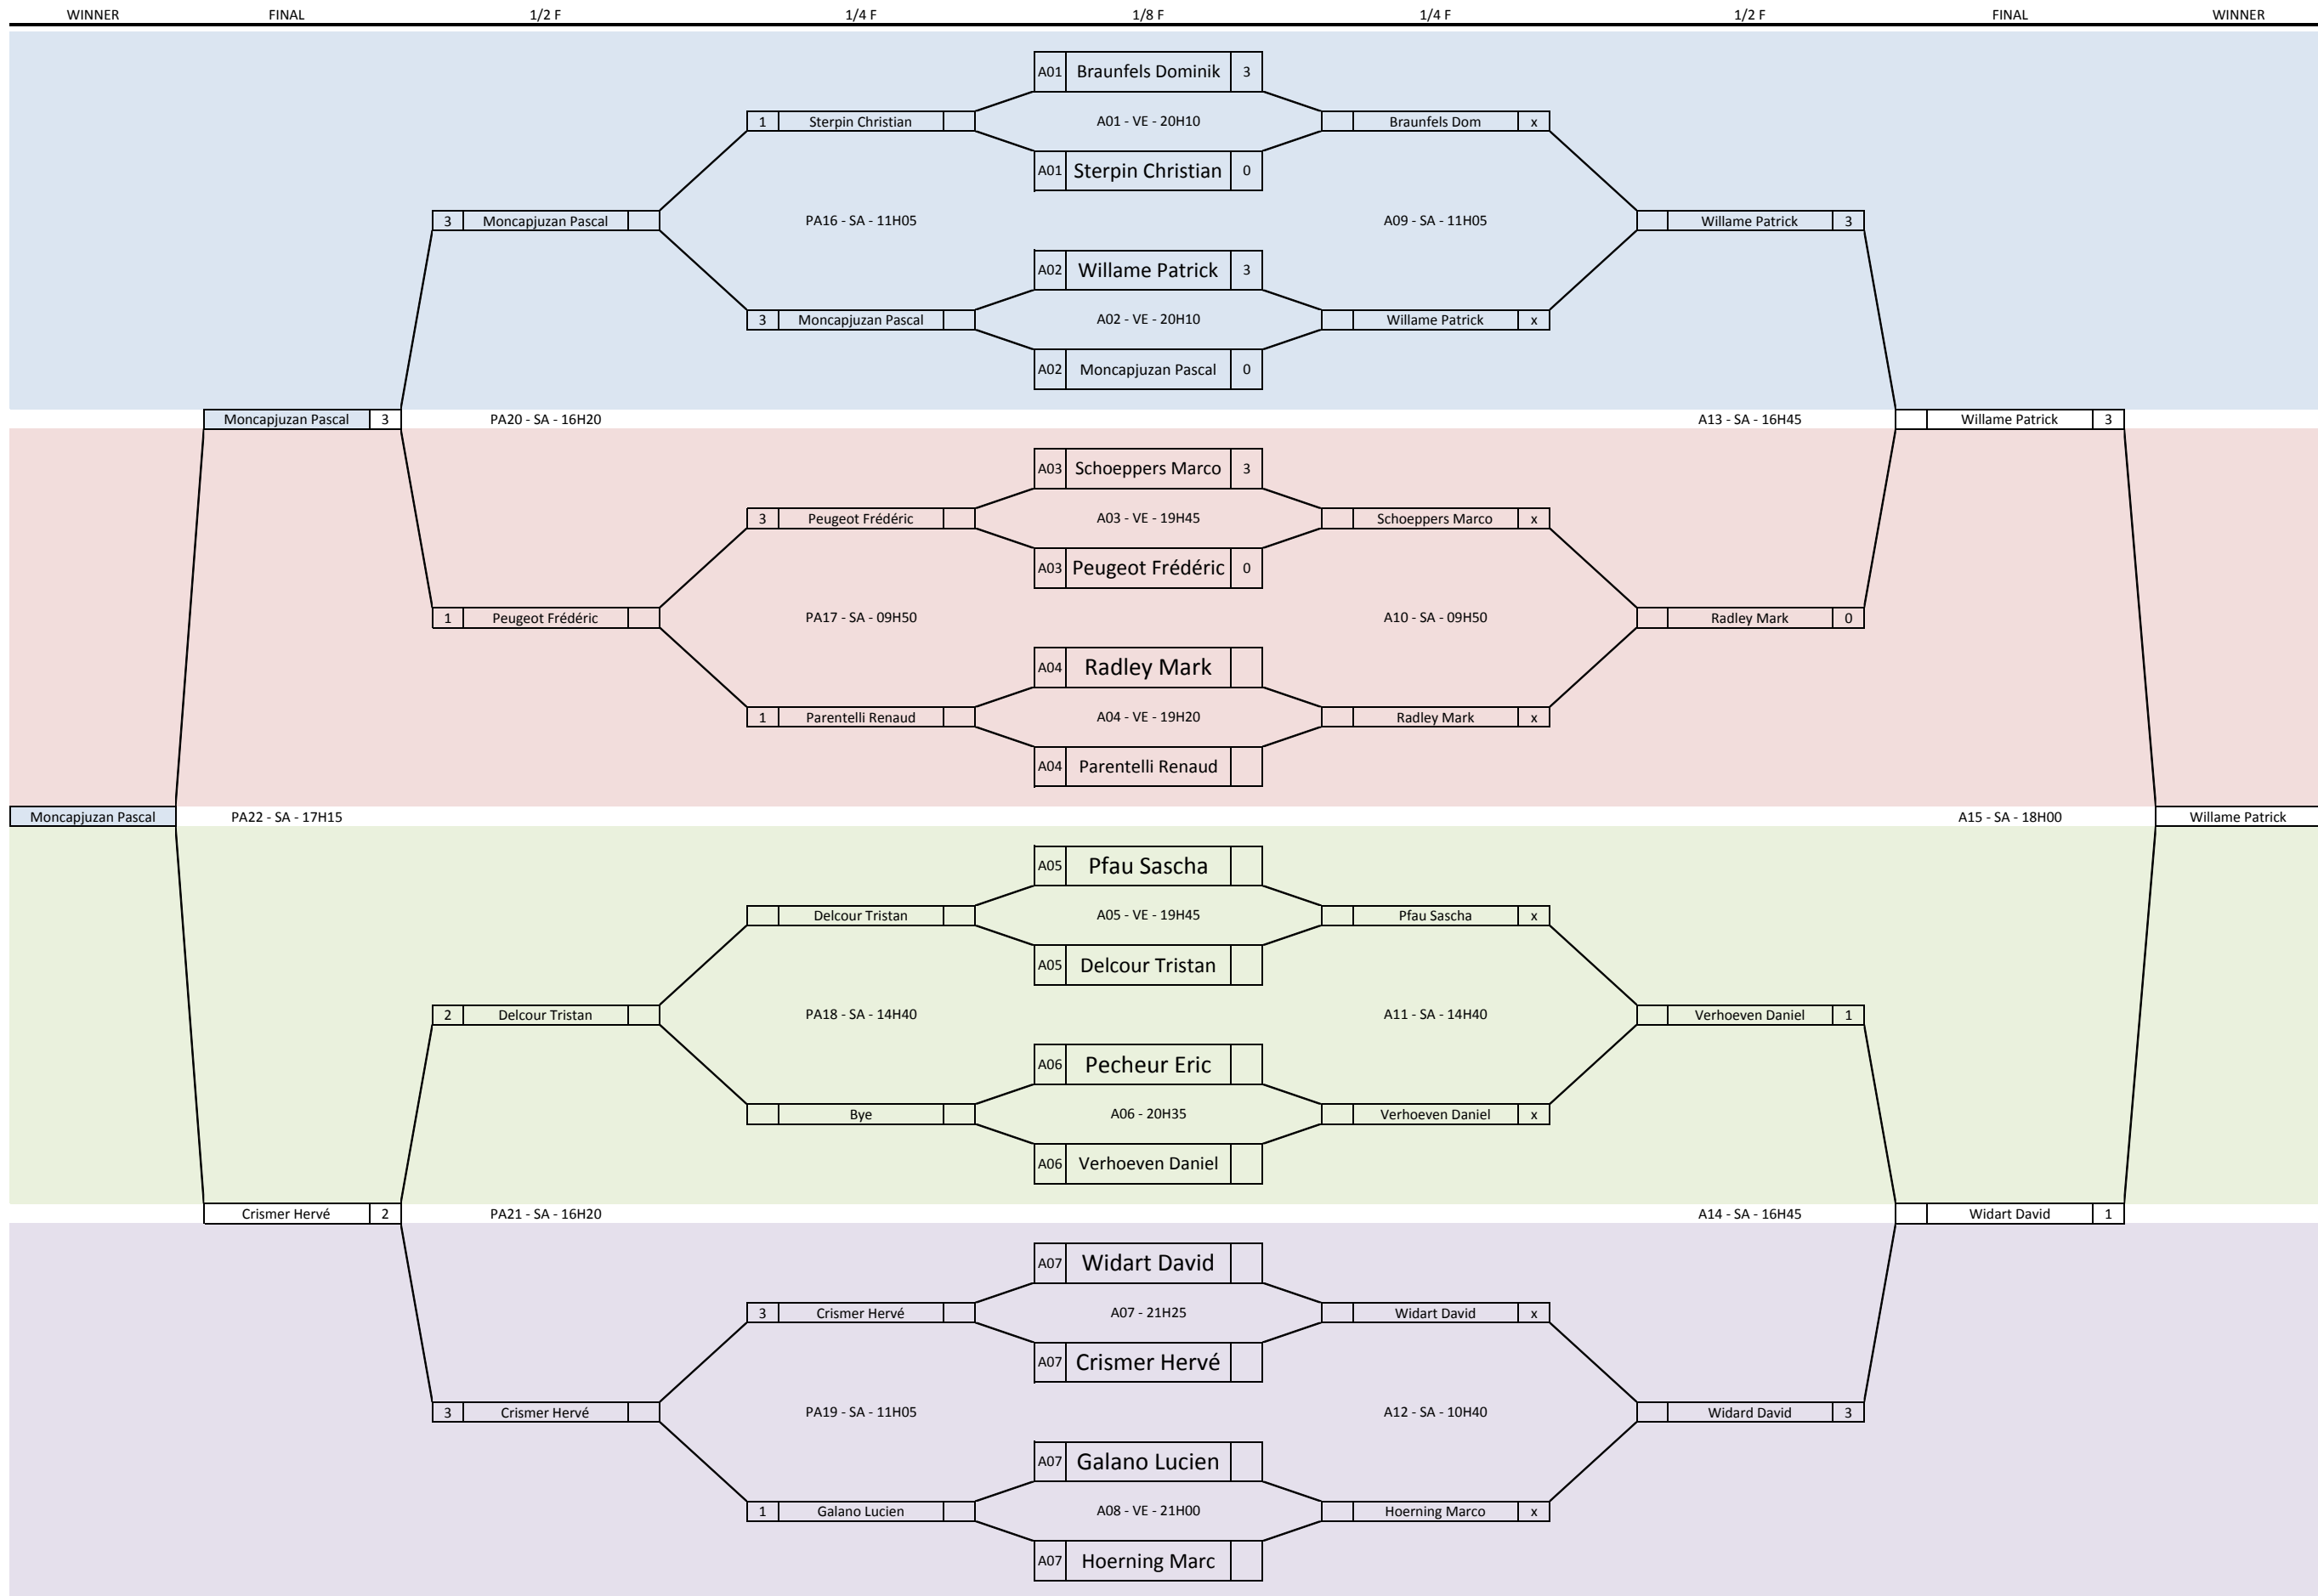 WINNER FINAL 1/2 F 1/4 F 1/8 F 1/4 F 1/2 F FINAL WINNER
A01 Braunfels Dominik 3
1 Sterpin Christian A01 - VE - 20H10 Braunfels Dom x
A01 Sterpin Christian 0
3 Moncapjuzan Pascal PA16 - SA - 11H05 A09 - SA - 11H05 Willame Patrick 3
A02 Willame Patrick 3
3 Moncapjuzan Pascal A02 - VE - 20H10 Willame Patrick x
A02 Moncapjuzan Pascal 0
Moncapjuzan Pascal 3 PA20 - SA - 16H20 A13 - SA - 16H45 Willame Patrick 3
A03 Schoeppers Marco 3
3 Peugeot Frédéric A03 - VE - 19H45 Schoeppers Marco x
A03 Peugeot Frédéric 0
1 Peugeot Frédéric PA17 - SA - 09H50 A10 - SA - 09H50 Radley Mark 0
A04 Radley Mark
1 Parentelli Renaud A04 - VE - 19H20 Radley Mark x
A04 Parentelli Renaud
Moncapjuzan Pascal PA22 - SA - 17H15 A15 - SA - 18H00 Willame Patrick
A05 Pfau Sascha
Delcour Tristan A05 - VE - 19H45 Pfau Sascha x
A05 Delcour Tristan
2 Delcour Tristan PA18 - SA - 14H40 A11 - SA - 14H40 Verhoeven Daniel 1
A06 Pecheur Eric
Bye A06 - 20H35 Verhoeven Daniel x
A06 Verhoeven Daniel
Crismer Hervé 2 PA21 - SA - 16H20 A14 - SA - 16H45 Widart David 1
A07 Widart David
3 Crismer Hervé A07 - 21H25 Widart David x
A07 Crismer Hervé
3 Crismer Hervé PA19 - SA - 11H05 A12 - SA - 10H40 Widard David 3
A07 Galano Lucien
1 Galano Lucien A08 - VE - 21H00 Hoerning Marco x
A07 Hoerning Marc